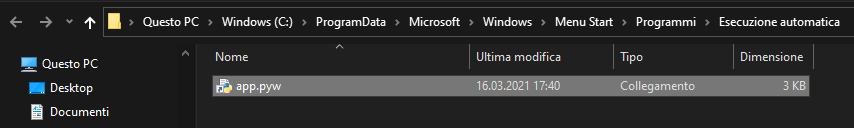 Questo PC > Windows (C:) > ProgramData > Microsoft > Windows > Menu Start > Programmi > Esecuzione automatica
Nome Ultima modifica Tipo Dimensione
Questo PC
app.pyw 16.03.2021 17:40 Collegamento 3 KB
Desktop
Documenti